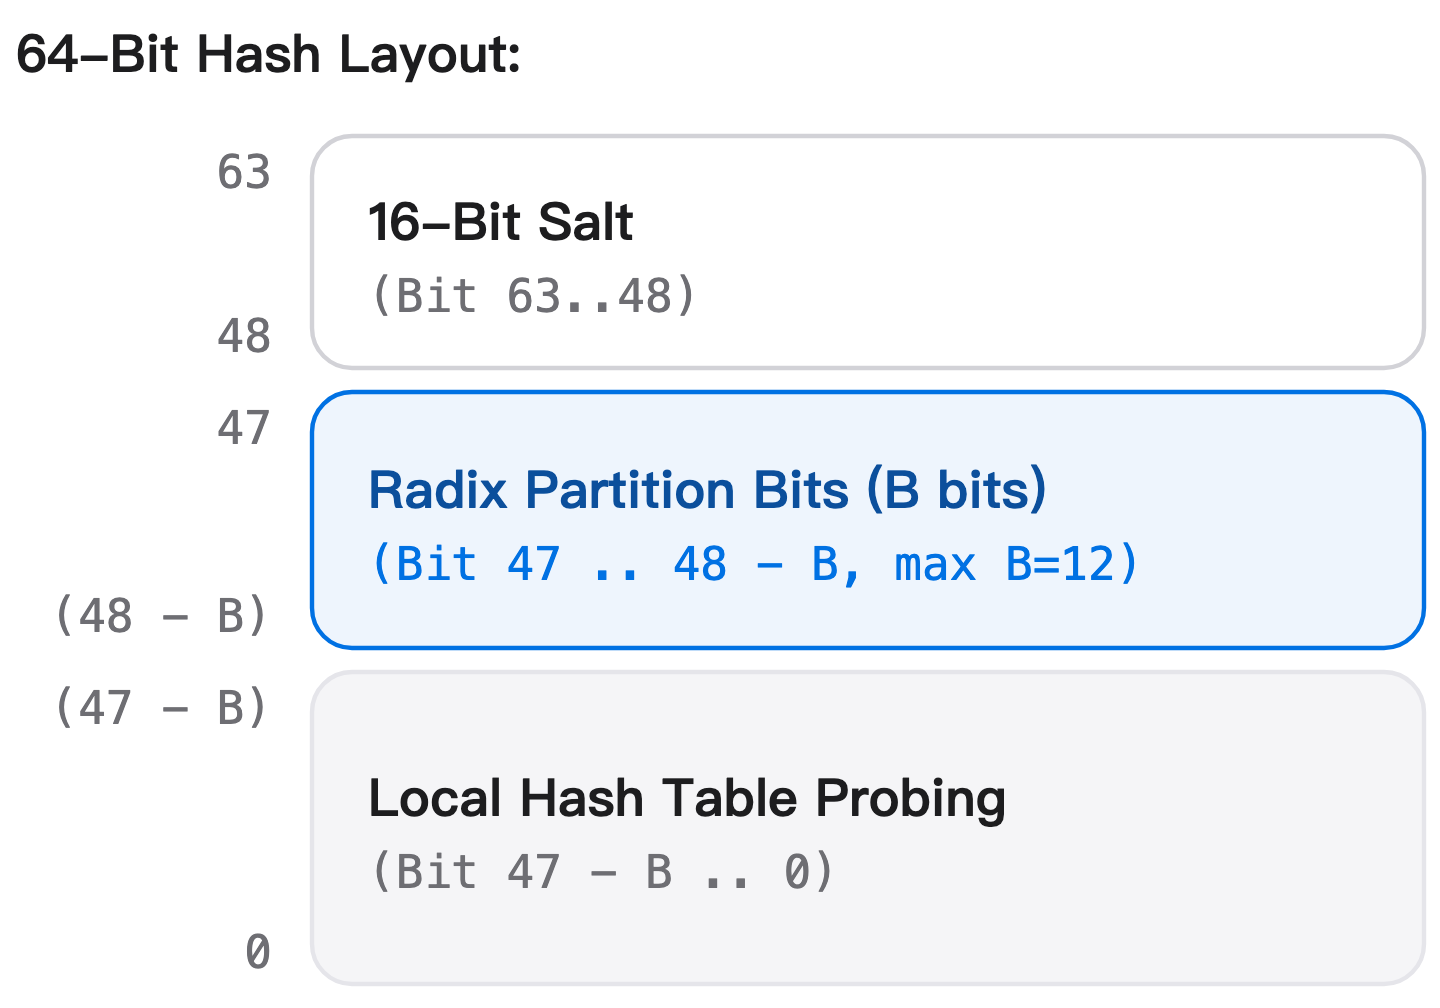 64–Bit Hash Layout:
63
16–Bit Salt
(Bit 63..48)
48
47
Radix Partition Bits (B bits)
(Bit 47 .. 48 – B, max B=12)
(48 – B)
(47 – B)
Local Hash Table Probing
(Bit 47 – B .. 0)
0